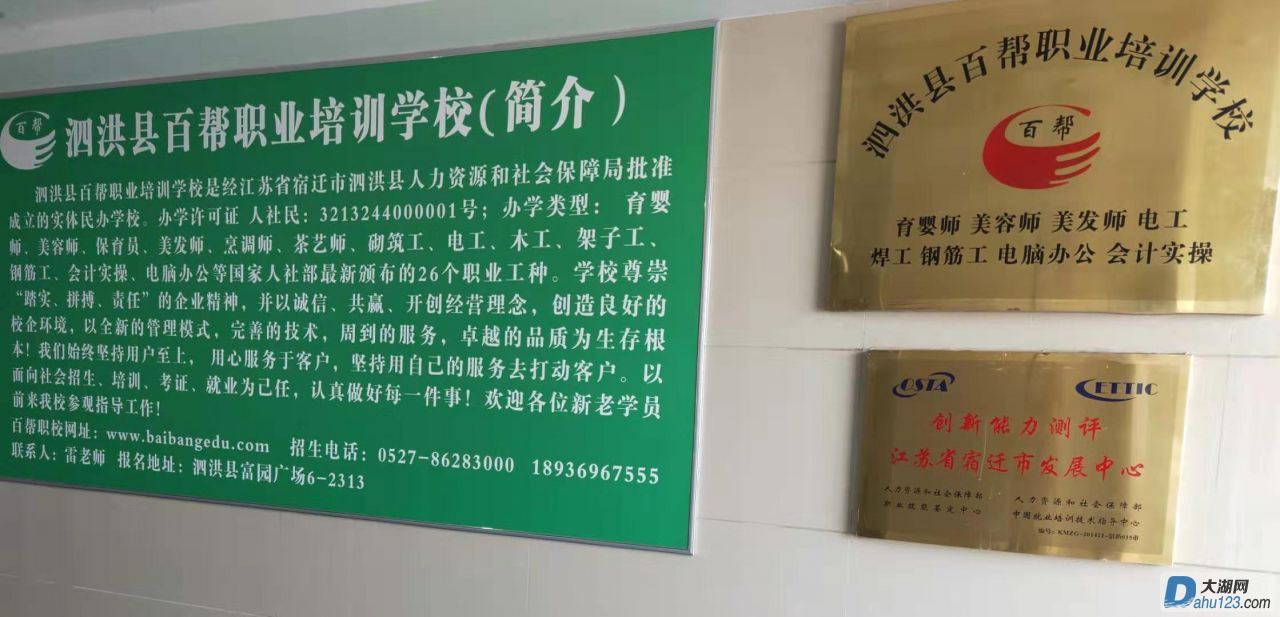 百帮
泗洪县百帮职业培训学校(简介)
泗洪县百帮职业培训学校是经江苏省宿迁市泗洪县人力资源和社会保障局批准
成立的实体民办学校。办学许可证 人社民：3213244000001号；办学类型： 育婴
师、美容师、保育员、美发师、烹调师、茶艺师、砌筑工、电工、木工、架子工、
钢筋工、会计实操、电脑办公等国家人社部最新颁布的26个职业工种。学校尊崇
“踏实、拼搏、责任”的企业精神，并以诚信、共赢、开创经营理念，创造良好的
校企环境，以全新的管理模式，完善的技术，周到的服务，卓越的品质为生存根
本！我们始终坚持用户至上，用心服务于客户，坚持用自己的服务去打动客户。以
面向社会招生、培训、考证、就业为己任，认真做好每一件事！欢迎各位新老学员
前来我校参观指导工作！
百帮职校网址：www.baibangedu.com 招生电话：0527-86283000 18936967555
联系人：雷老师 报名地址：泗洪县富园广场6-2313
泗洪县百帮职业培训学校
百帮
育婴师 美容师 美发师 电工
焊工 钢筋工 电脑办公 会计实操
OSTA CETTIC
创新能力测评
江苏省宿迁市发展中心
人力资源和社会保障部 人力资源和社会保障部
职业技能鉴定中心 中国就业培训技术指导中心
大湖网
Dahu123.com